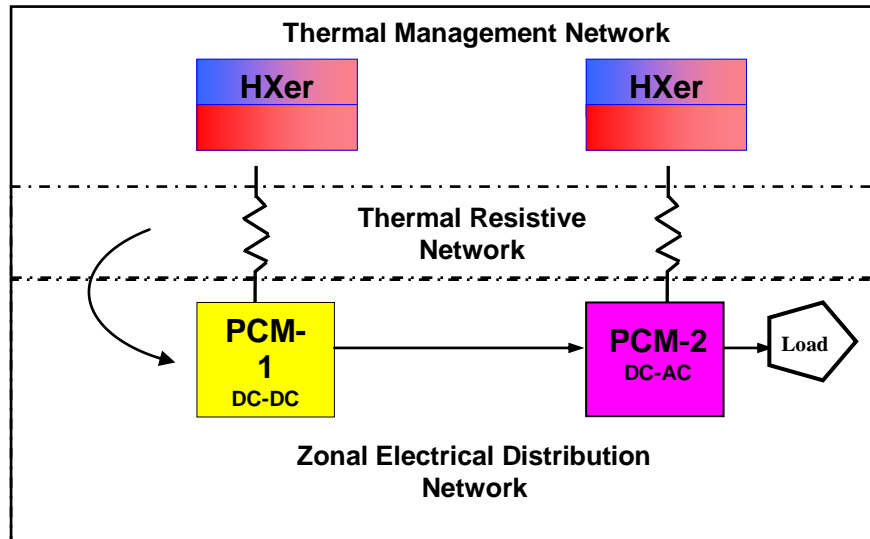 Thermal Management Network
HXer
HXer
Thermal Resistive
Network
PCM-
1
DC-DC
PCM-2
DC-AC
Load
Zonal Electrical Distribution
Network